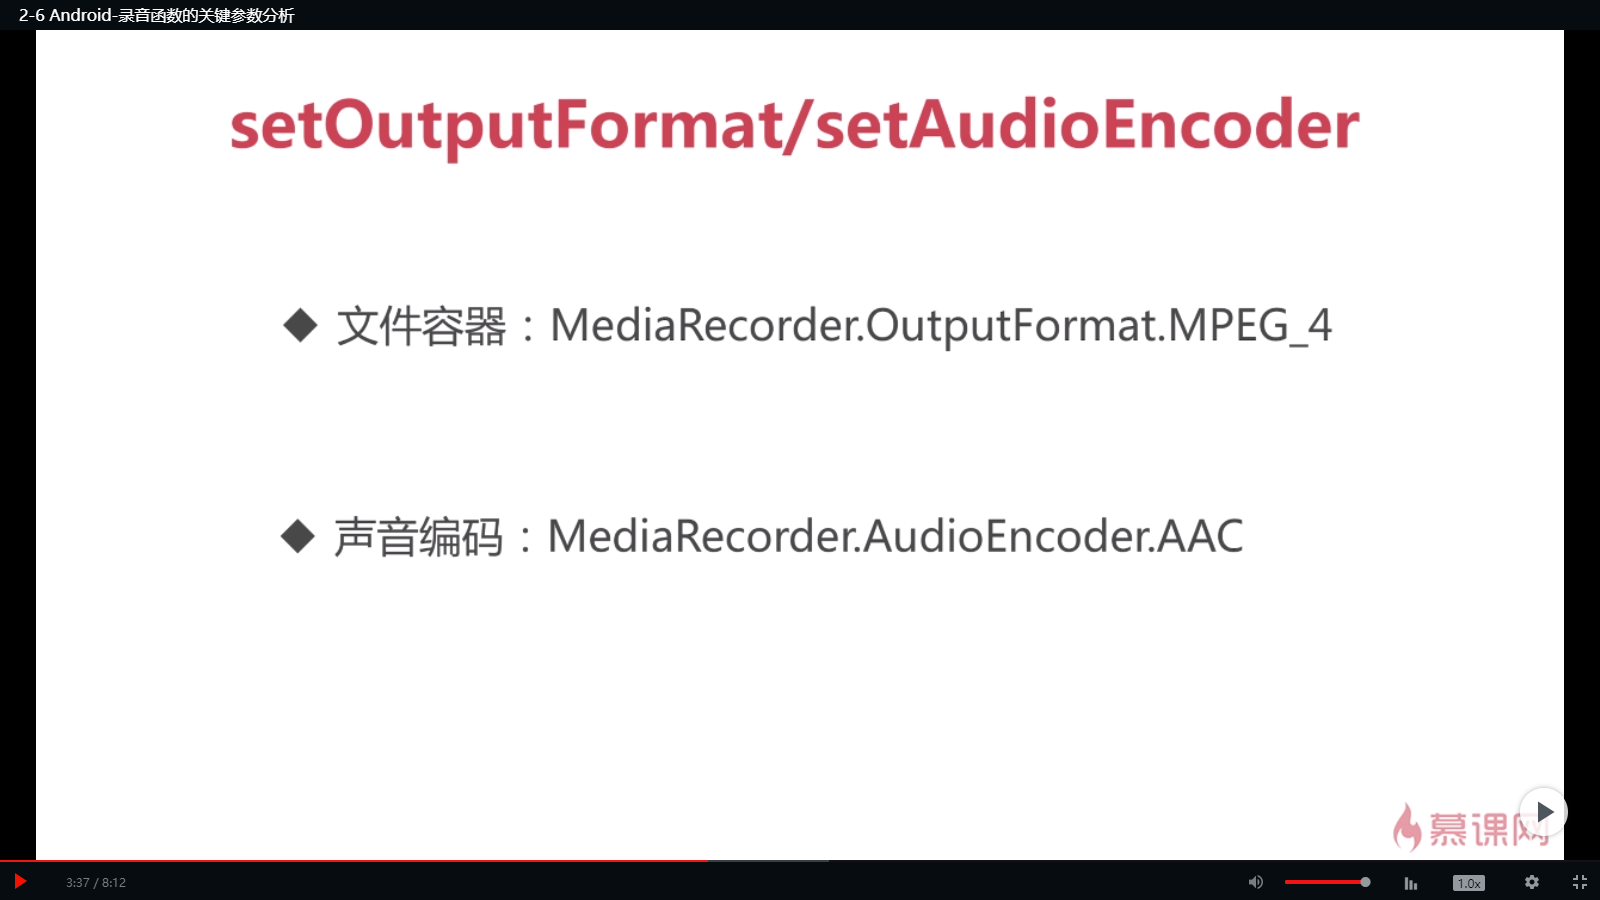 2-6 Android-录音函数的关键参数分析
setOutputFormat/setAudioEncoder
◆ 文件容器：MediaRecorder.OutputFormat.MPEG_4
◆ 声音编码：MediaRecorder.AudioEncoder.AAC
慕课网
3:37 / 8:12
1.0x